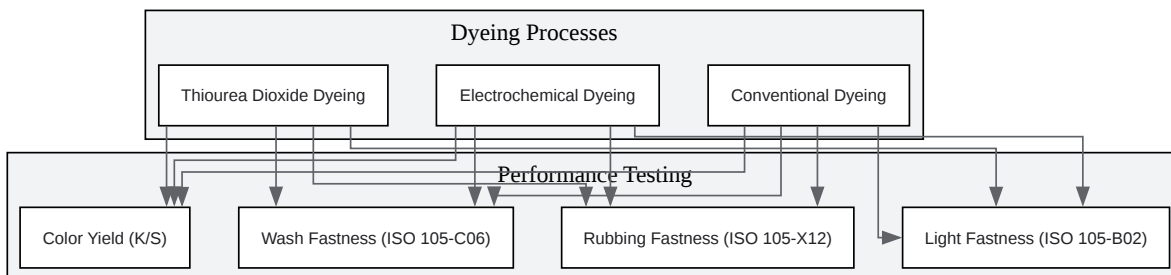 Dyeing Processes
Thiourea Dioxide Dyeing
Electrochemical Dyeing
Conventional Dyeing
Performance Testing
Color Yield (K/S)
Wash Fastness (ISO 105-C06)
Rubbing Fastness (ISO 105-X12)
Light Fastness (ISO 105-B02)